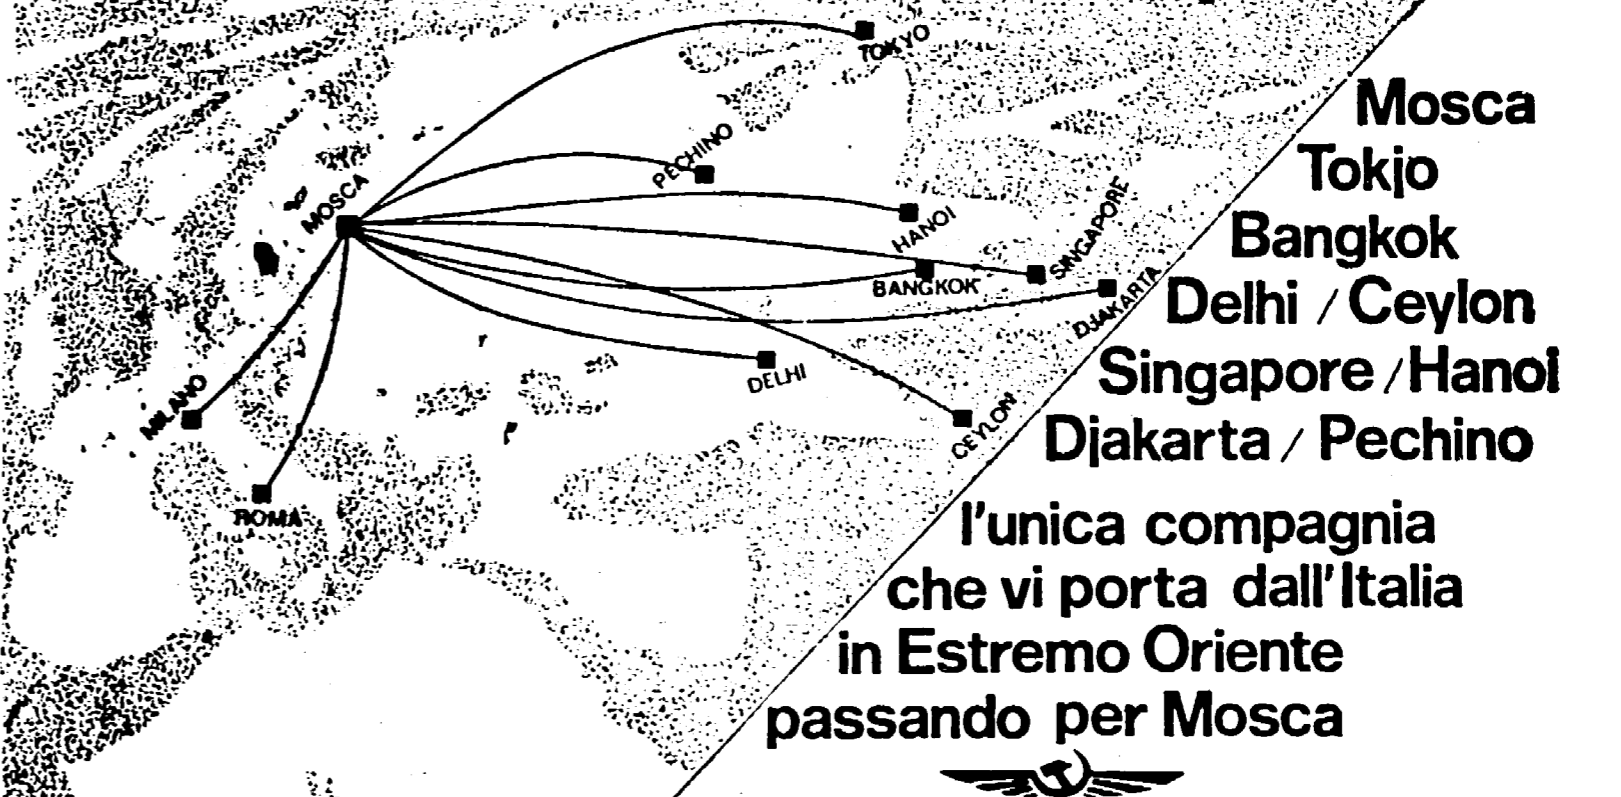 TOKYO
PECHINO
MOSCA
HANOI
SINGAPORE
BANGKOK
DJAKARTA
DELHI
MILANO
CEYLON
ROMA
Mosca
Tokio
Bangkok
Delhi / Ceylon
Singapore / Hanoi
Djakarta / Pechino
l'unica compagnia
che vi porta dall'Italia
in Estremo Oriente
passando per Mosca